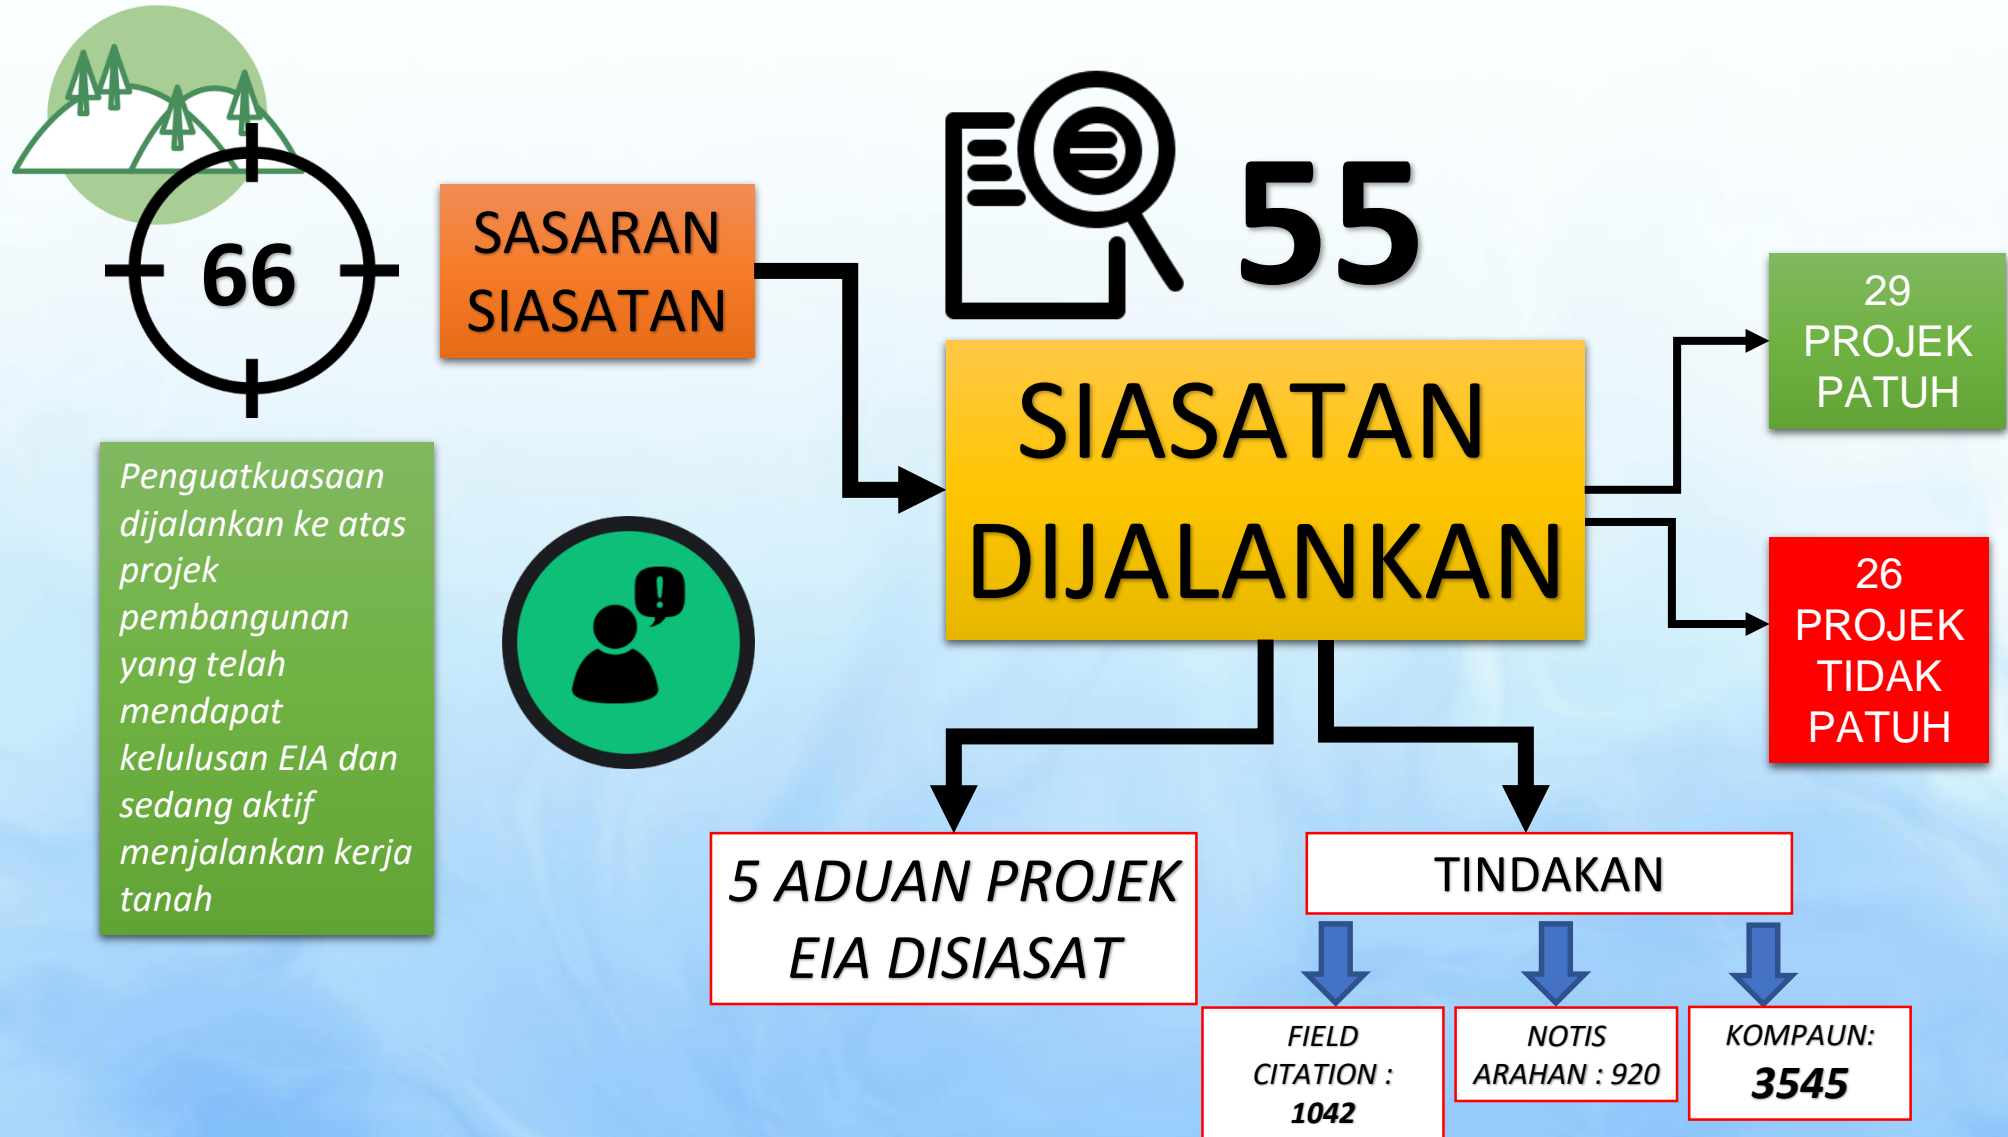 66
SASARAN
SIASATAN
Penguatkuasaan
dijalankan ke atas
projek
pembangunan
yang telah
mendapat
kelulusan EIA dan
sedang aktif
menjalankan kerja
tanah
55
SIASATAN
DIJALANKAN
29
PROJEK
PATUH
26
PROJEK
TIDAK
PATUH
5 ADUAN PROJEK
EIA DISIASAT
TINDAKAN
FIELD
CITATION :
1042
NOTIS
ARAHAN : 920
KOMPAUN:
3545